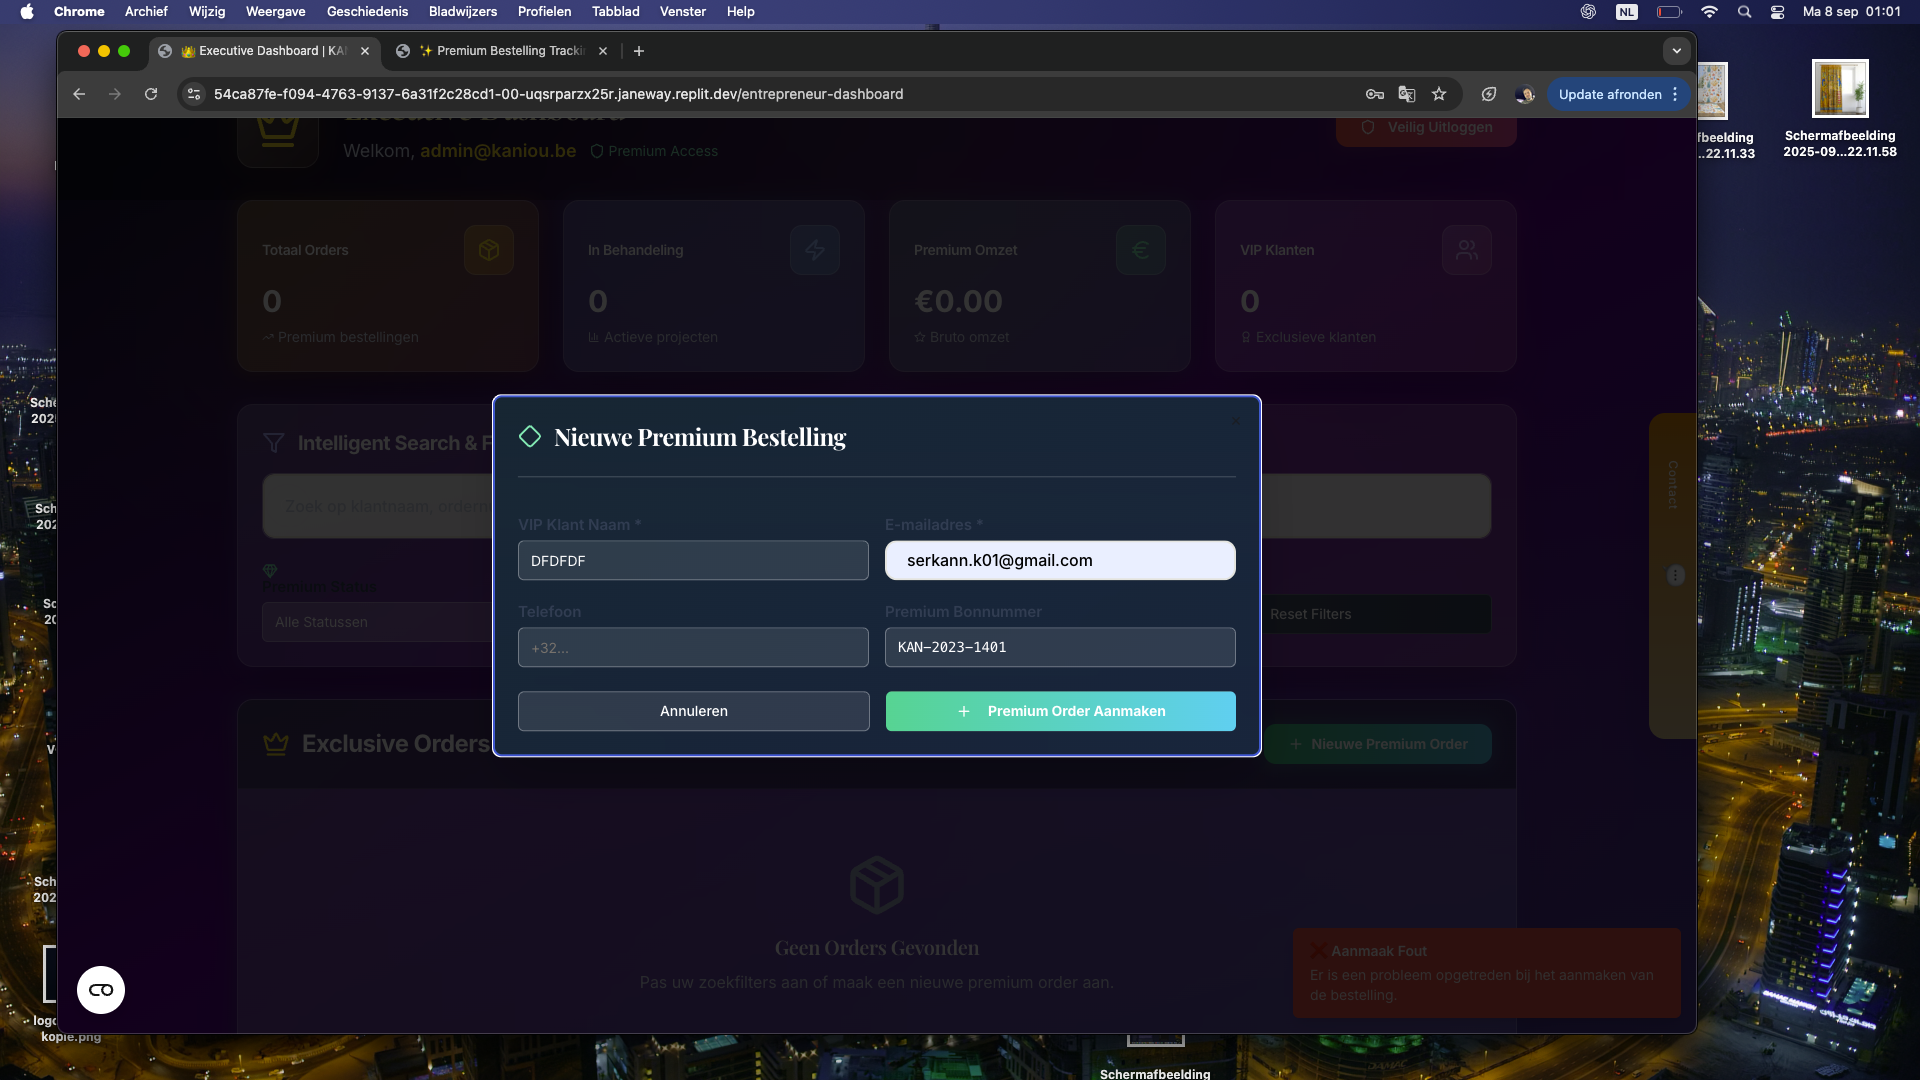 Chrome Archief Wijzig Weergave Geschiedenis Bladwijzers Profielen Tabblad Venster Help
NL
Ma 8 sep 01:01
Executive Dashboard | KAN
Premium Bestelling Trackin
54ca87fe-f094-4763-9137-6a31f2c28cd1-00-uqsrparzx25r.janeway.replit.dev/entrepreneur-dashboard
Update afronden
Executive Dashboard
Welkom, admin@kaniou.be
Premium Access
Veilig Uitloggen
Totaal Orders
0
Premium bestellingen
In Behandeling
0
Actieve projecten
Premium Omzet
€0.00
Bruto omzet
VIP Klanten
0
Exclusieve klanten
Intelligent Search & F
Zoek op klantnaam, ordern
Premium Status
Alle Statussen
Reset Filters
Nieuwe Premium Bestelling
VIP Klant Naam *
DFDFDF
E-mailadres *
serkann.k01@gmail.com
Telefoon
+32...
Premium Bonnummer
KAN-2023-1401
Annuleren
Premium Order Aanmaken
Exclusive Orders
Nieuwe Premium Order
Geen Orders Gevonden
Pas uw zoekfilters aan of maak een nieuwe premium order aan.
Contact
Aanmaak Fout
Er is een probleem opgetreden bij het aanmaken van
de bestelling.
fbeelding
...22.11.33
Schermafbeelding
2025-09...22.11.58
Sche
202
Sch
202
Sc
20
V
Sch
202
logo
kopie.png
Schermafbeelding